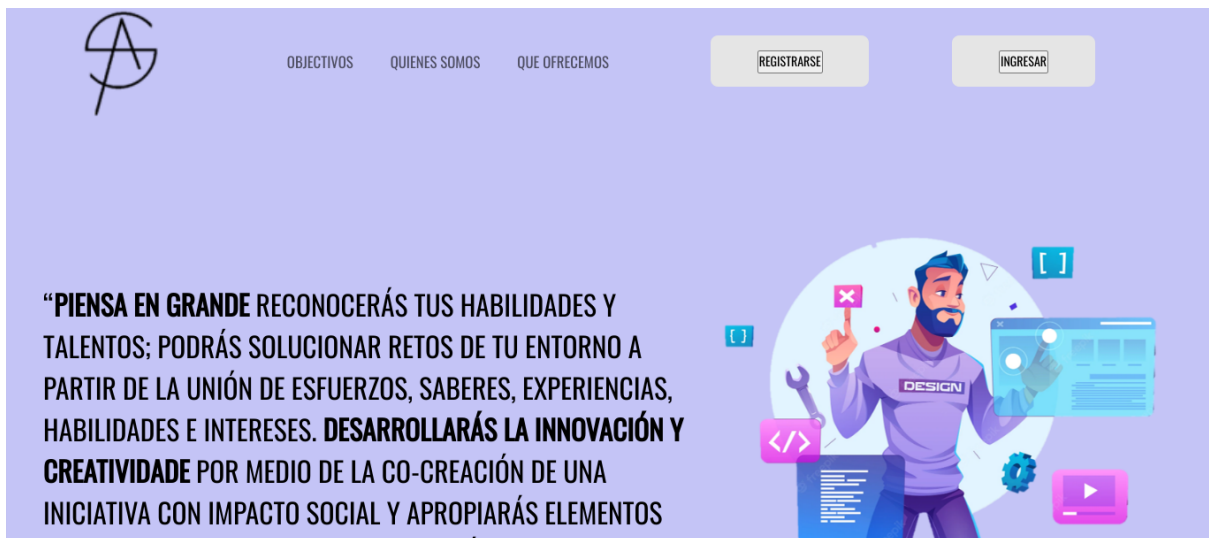 OBJECTIVOS QUIENES SOMOS QUE OFRECEMOS REGISTRARSE INGRESAR
“PIENSA EN GRANDE RECONOCERÁS TUS HABILIDADES Y
TALENTOS; PODRÁS SOLUCIONAR RETOS DE TU ENTORNO A
PARTIR DE LA UNIÓN DE ESFUERZOS, SABERES, EXPERIENCIAS,
HABILIDADES E INTERESES. DESARROLLARÁS LA INNOVACIÓN Y
CREATIVIDADE POR MEDIO DE LA CO-CREACIÓN DE UNA
INICIATIVA CON IMPACTO SOCIAL Y APROPIARÁS ELEMENTOS
[ ]
{ }
DESIGN
</>